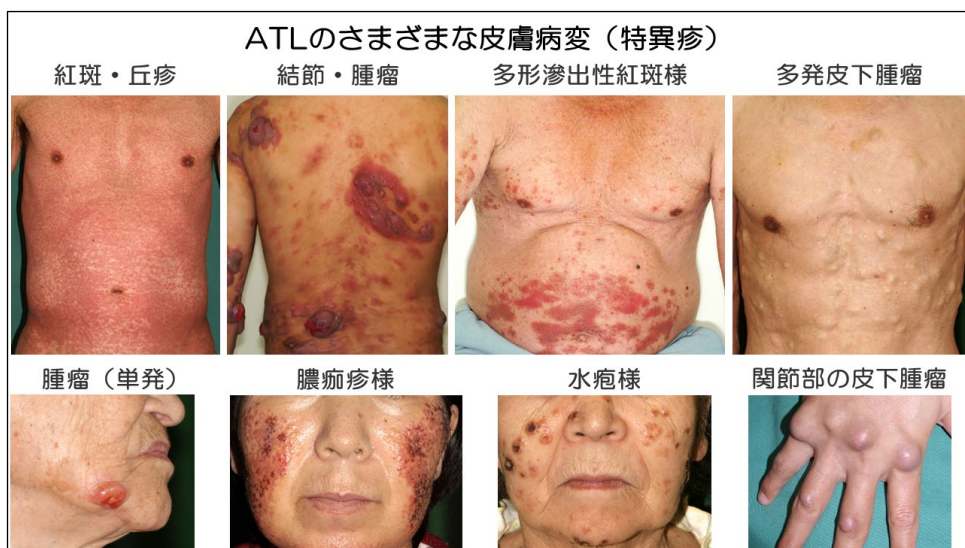 ATLのさまざまな皮膚病変（特異疹）
紅斑・丘疹
結節・腫瘤
多形滲出性紅斑様
多発皮下腫瘤
腫瘤（単発）
膿痂疹様
水疱様
関節部の皮下腫瘤